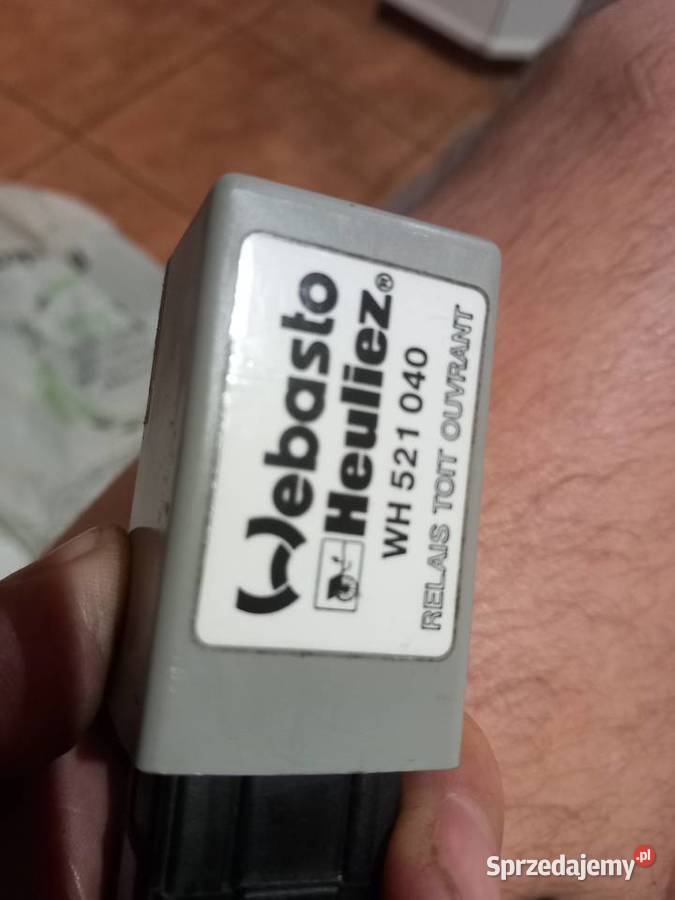 Webasto
Heuliez®
WH 521 040
RELAIS TOIT OUVRANT
Sprzedajemy.pl